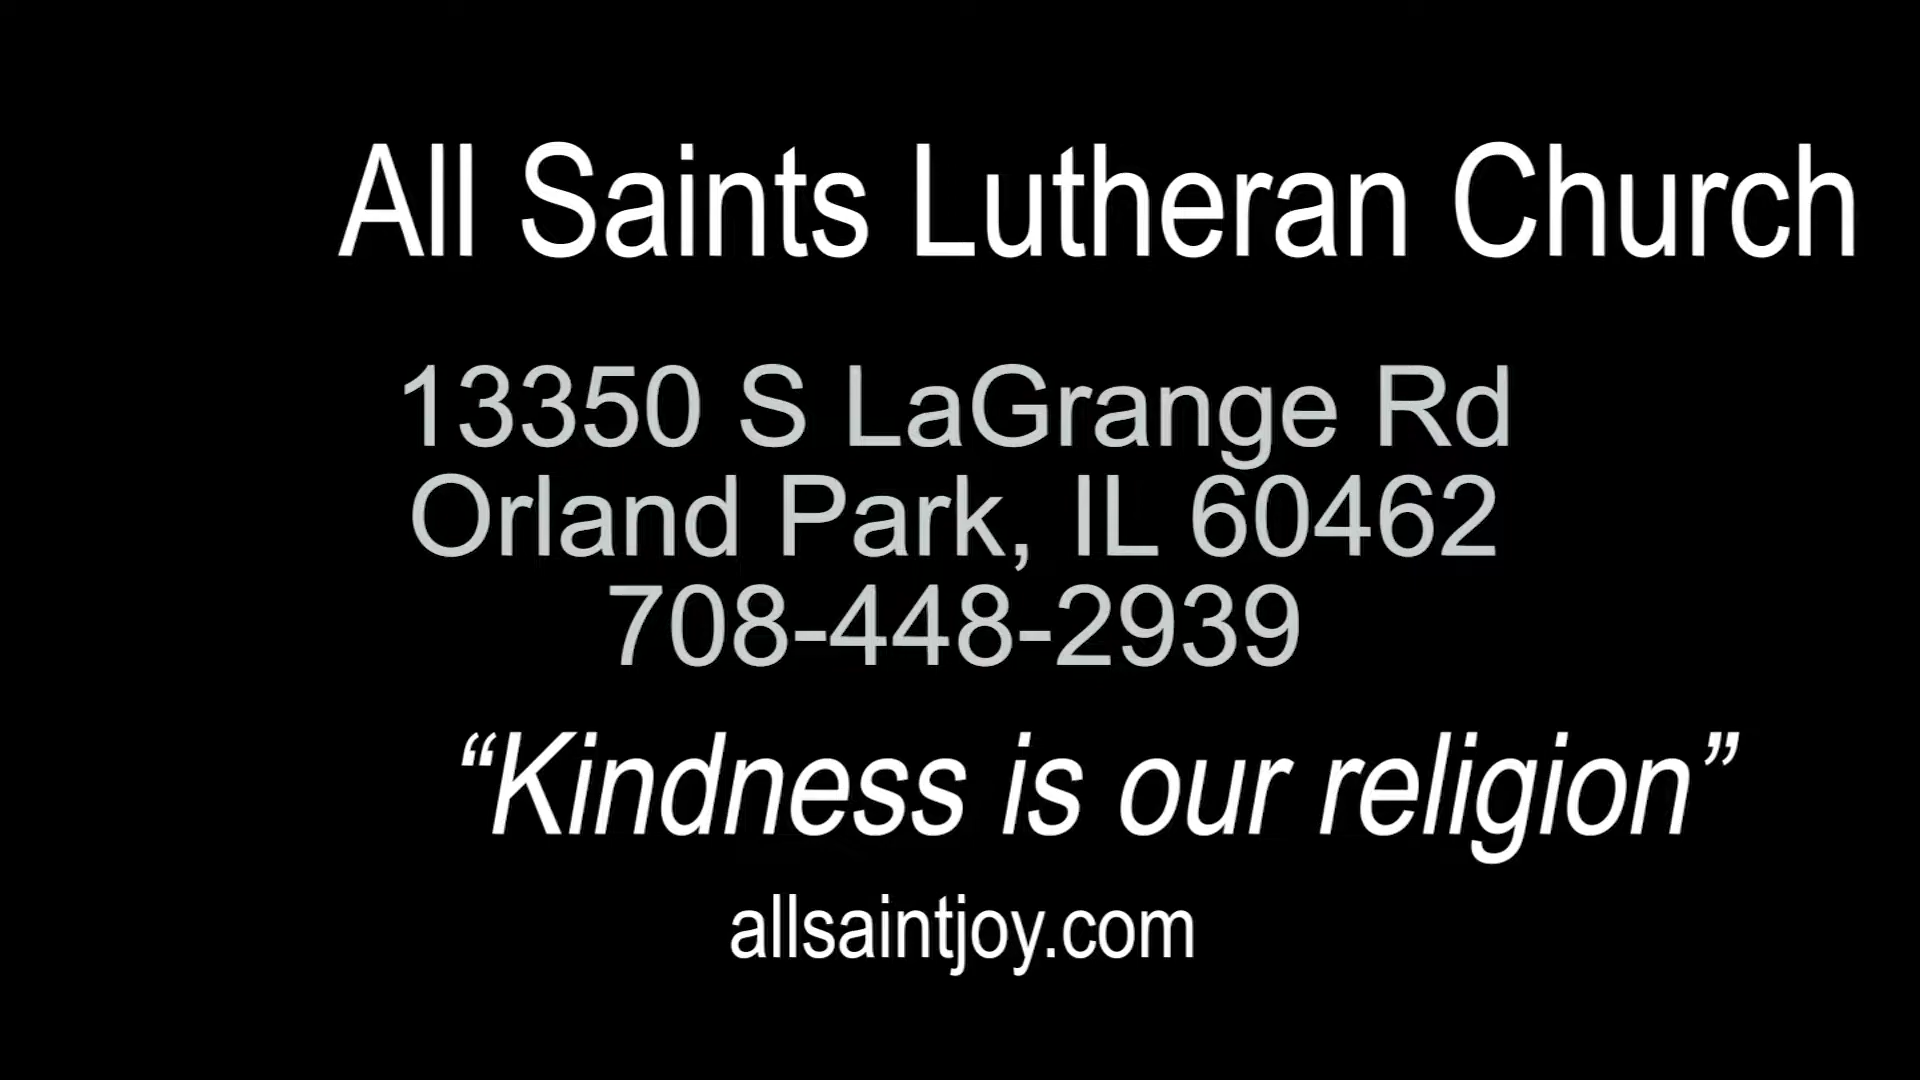 All Saints Lutheran Church
13350 S LaGrange Rd
Orland Park, IL 60462
708-448-2939
“Kindness is our religion”
allsaintjoy.com